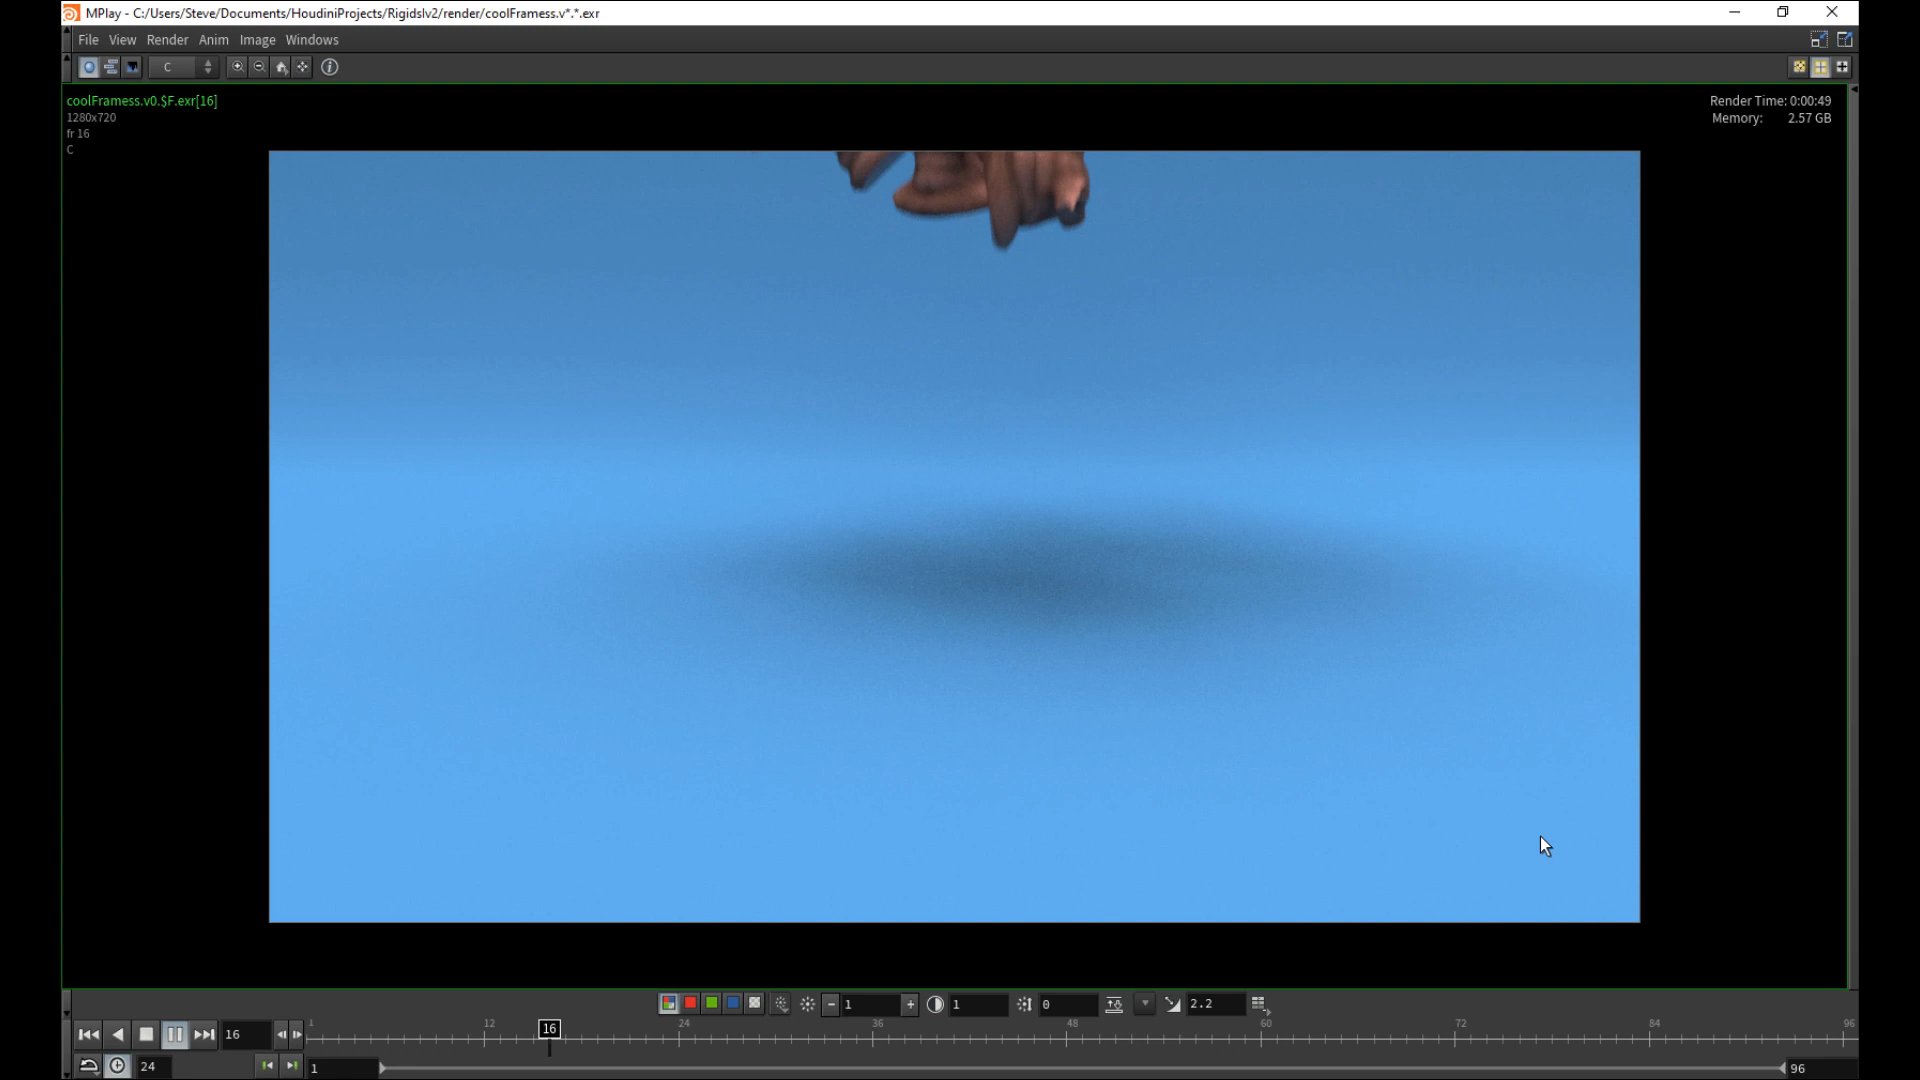 MPlay - C:/Users/Steve/Documents/HoudiniProjects/Rigidslv2/render/coolFramess.v*.*.exr
File View Render Anim Image Windows
C
coolFramess.v0.$F.exr[16]
1280x720
fr 16
C
Render Time: 0:00:49
Memory: 2.57 GB
1 1 0 2.2
16 1 12 16 24 36 48 60 72 84 96
24 1 96